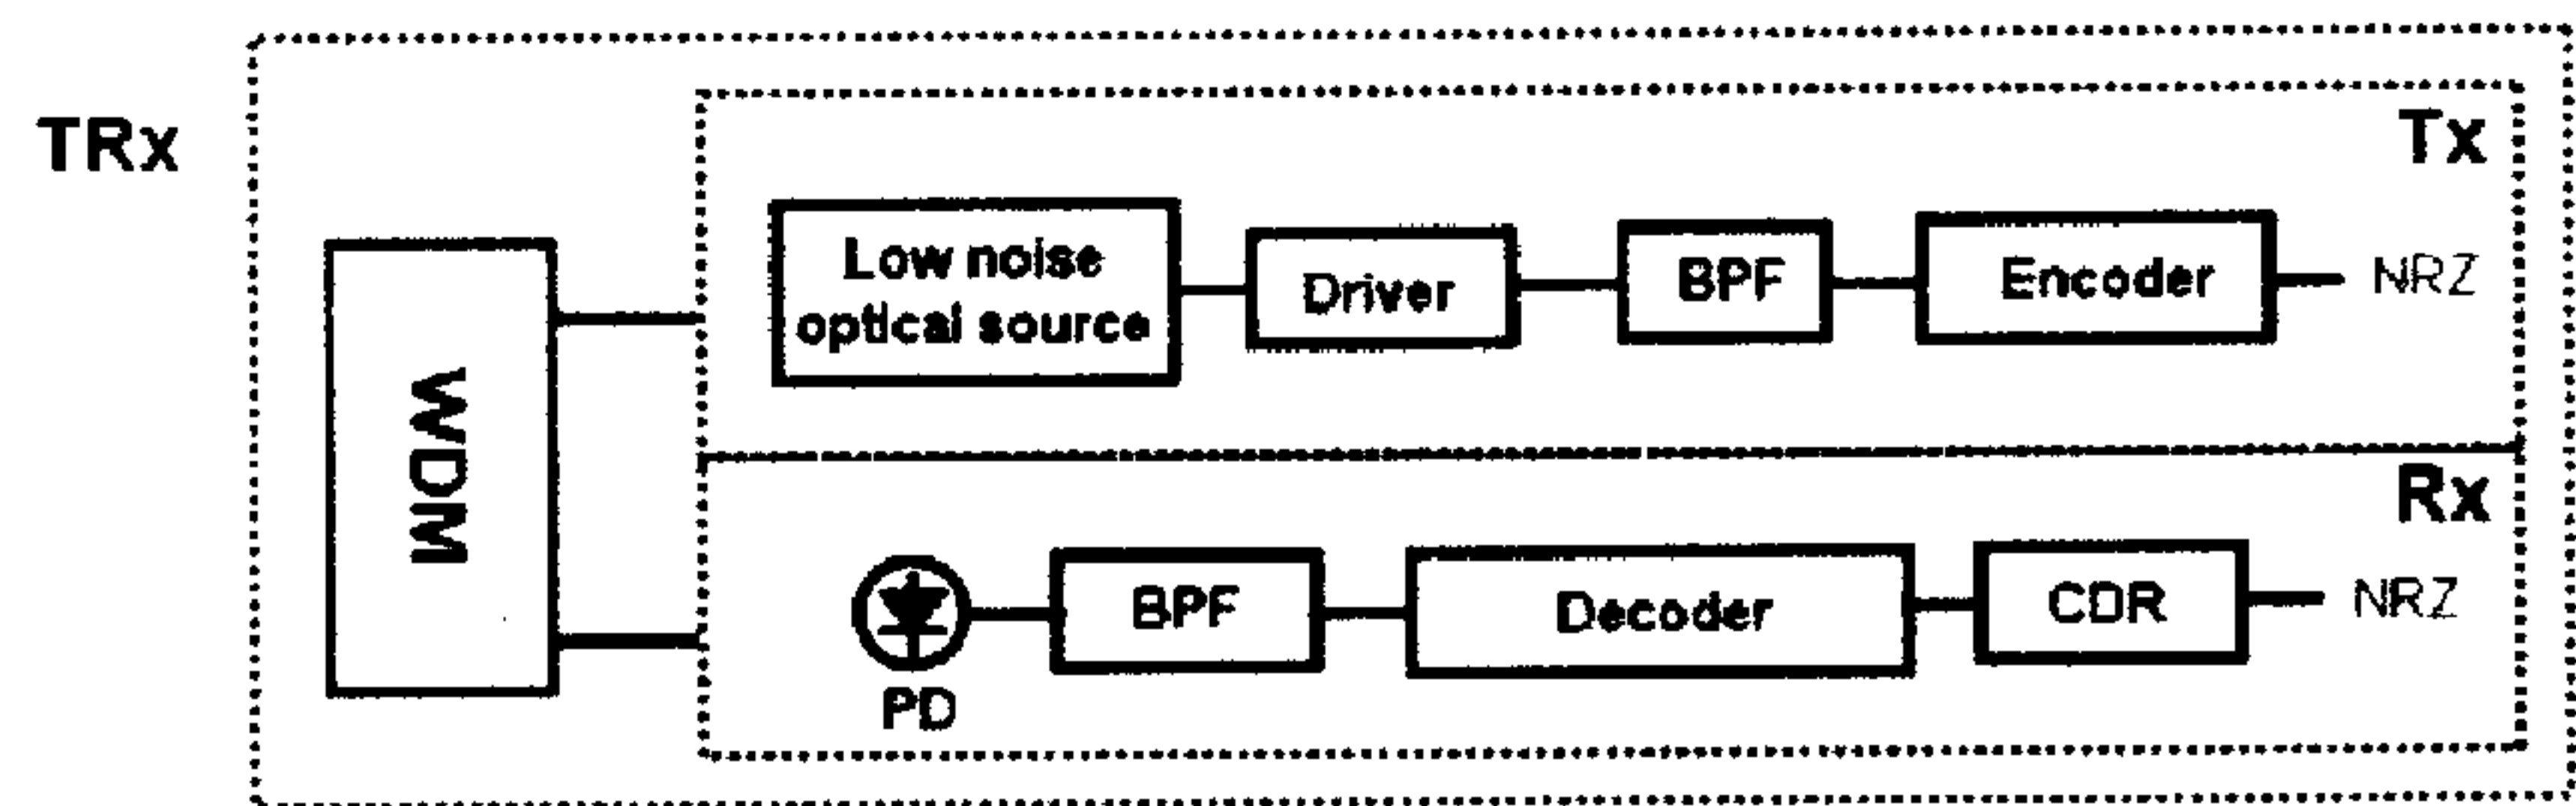 TRx
Tx
Low noise
optical source
Driver
BPF
Encoder
NRZ
WDM
Rx
PD
BPF
Decoder
CDR
NRZ